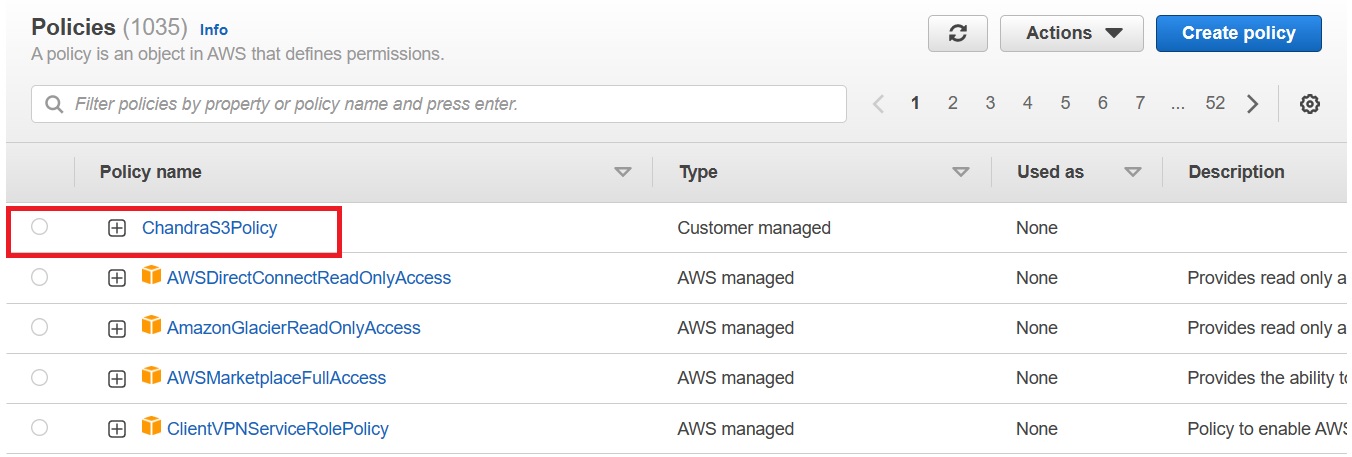 Policies (1035) Info
A policy is an object in AWS that defines permissions.
Actions
Create policy
Filter policies by property or policy name and press enter.
1 2 3 4 5 6 7 ... 52
Policy name Type Used as Description
ChandraS3Policy Customer managed None
AWSDirectConnectReadOnlyAccess AWS managed None Provides read only a
AmazonGlacierReadOnlyAccess AWS managed None Provides read only a
AWSMarketplaceFullAccess AWS managed None Provides the ability to
ClientVPNServiceRolePolicy AWS managed None Policy to enable AWS